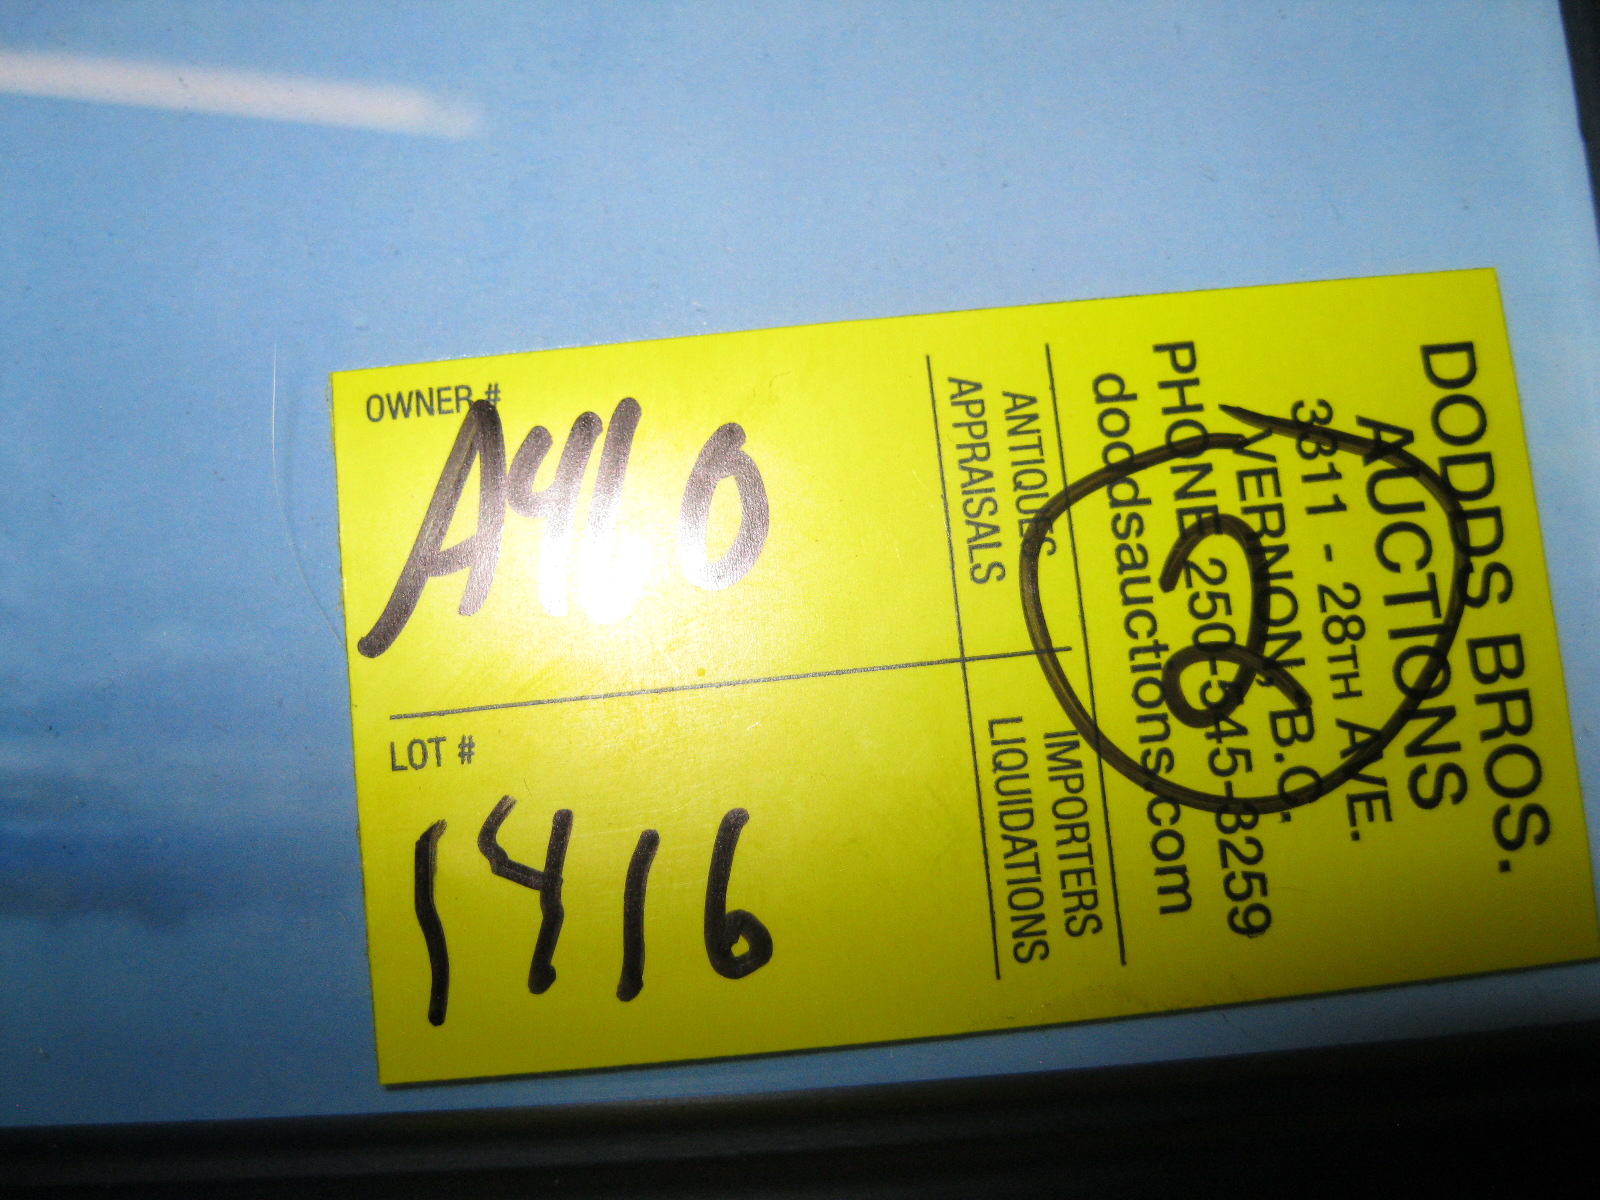 DODDS BROS.
AUCTIONS
3311 - 28TH AVE.
VERNON, B.C.
PHONE 250-545-3259
doddsauctions.com
ANTIQUES
IMPORTERS
APPRAISALS
LIQUIDATIONS
2
OWNER #
LOT #
1416